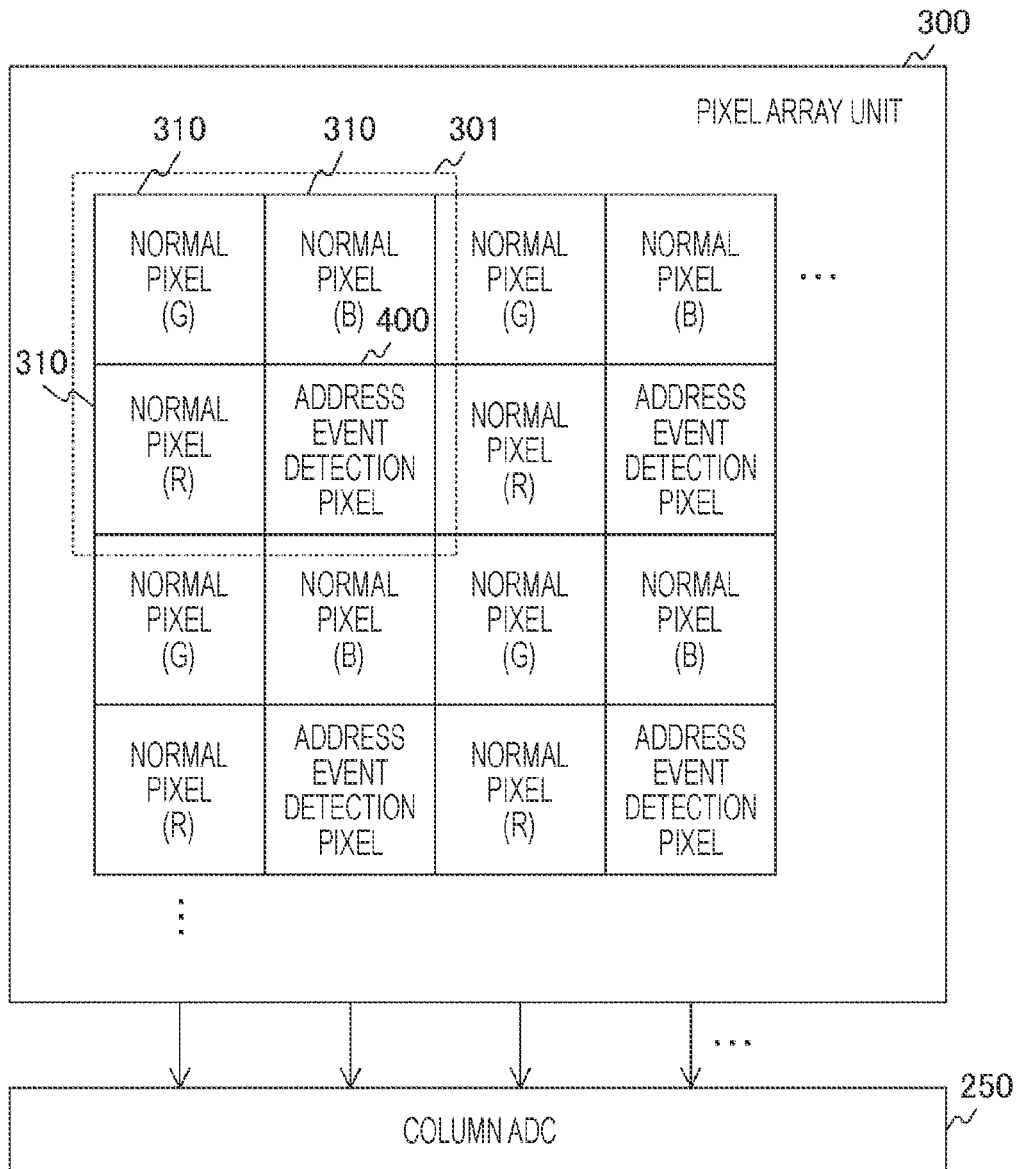 300
PIXEL ARRAY UNIT
310
310
301
NORMAL
PIXEL
(G)
NORMAL
PIXEL
(B)
NORMAL
PIXEL
(G)
NORMAL
PIXEL
(B)
...
400
310
NORMAL
PIXEL
(R)
ADDRESS
EVENT
DETECTION
PIXEL
NORMAL
PIXEL
(R)
ADDRESS
EVENT
DETECTION
PIXEL
NORMAL
PIXEL
(G)
NORMAL
PIXEL
(B)
NORMAL
PIXEL
(G)
NORMAL
PIXEL
(B)
NORMAL
PIXEL
(R)
ADDRESS
EVENT
DETECTION
PIXEL
NORMAL
PIXEL
(R)
ADDRESS
EVENT
DETECTION
PIXEL
...
...
250
COLUMN ADC